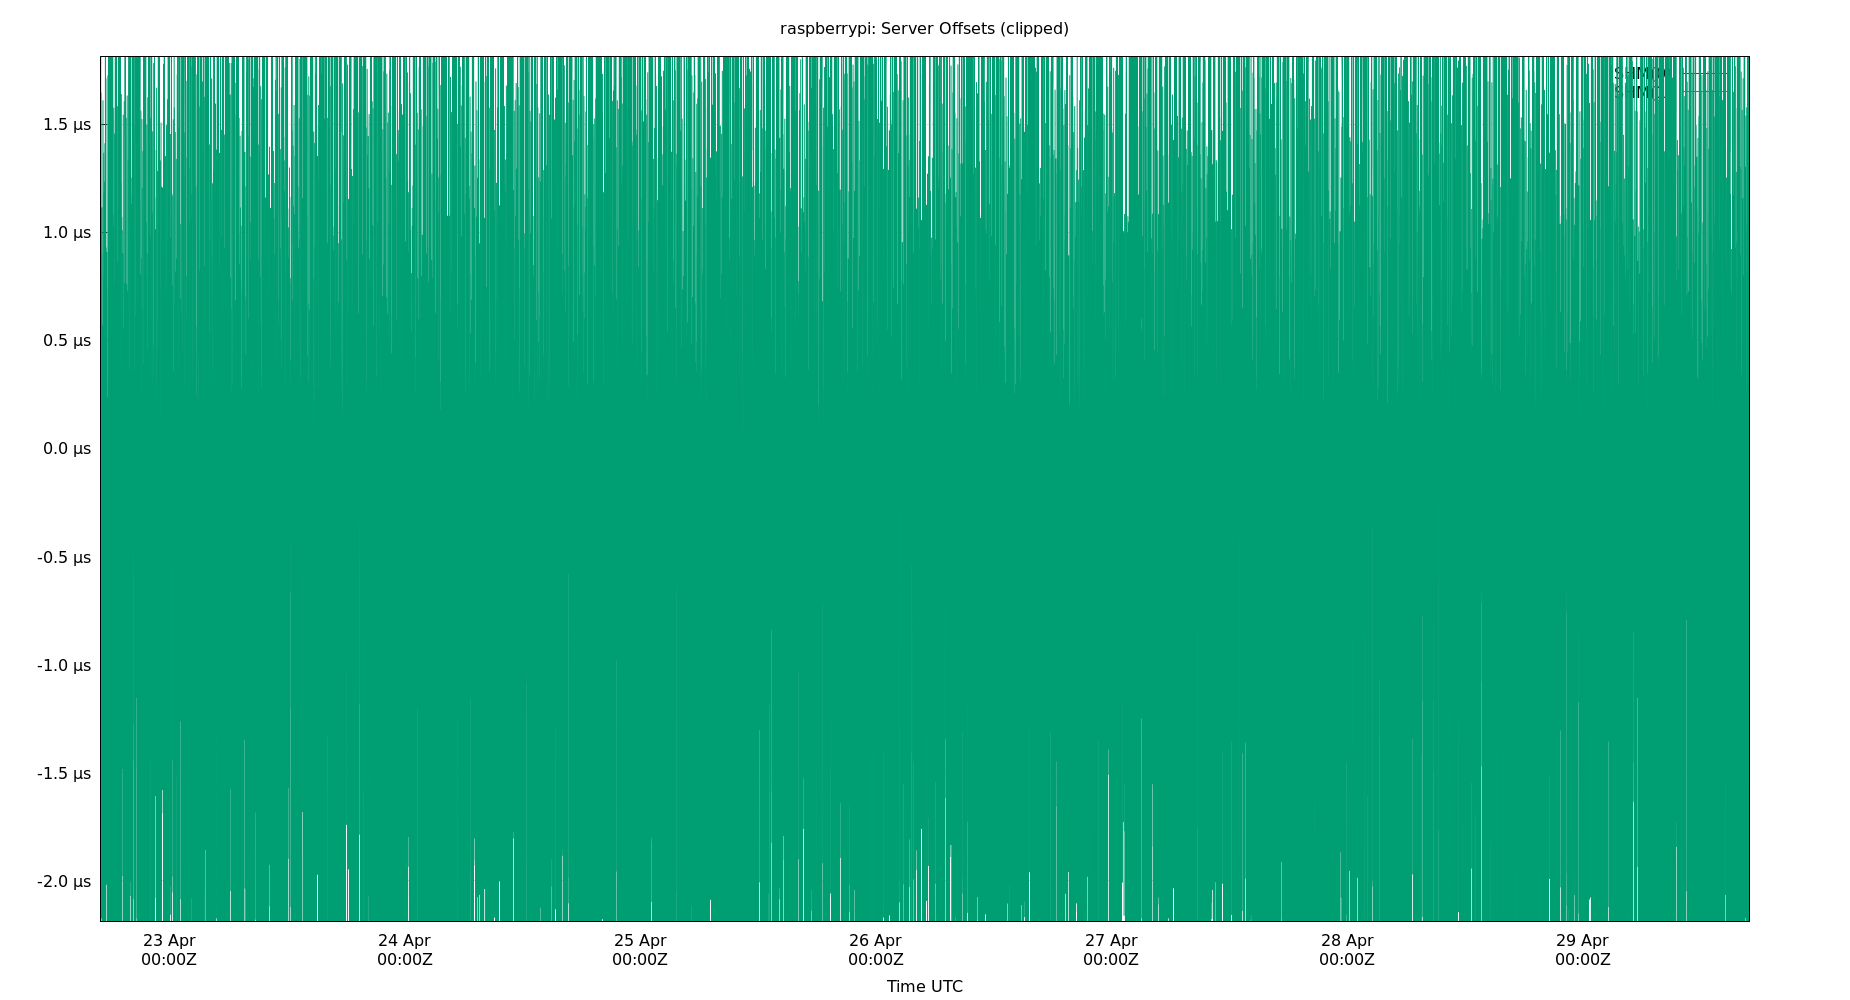 raspberrypi: Server Offsets (clipped)
1.5 µs
1.0 µs
0.5 µs
0.0 µs
-0.5 µs
-1.0 µs
-1.5 µs
-2.0 µs
23 Apr
00:00Z
24 Apr
00:00Z
25 Apr
00:00Z
26 Apr
00:00Z
27 Apr
00:00Z
28 Apr
00:00Z
29 Apr
00:00Z
Time UTC